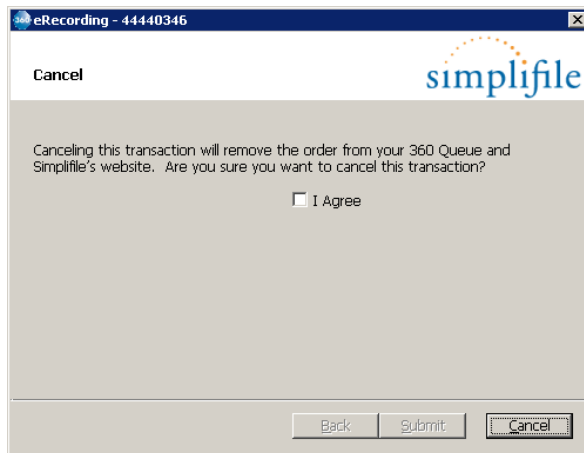 360 eRecording - 44440346
Cancel
simplifile
Canceling this transaction will remove the order from your 360 Queue and
Simplifile's website.  Are you sure you want to cancel this transaction?
I Agree
Back
Submit
Cancel